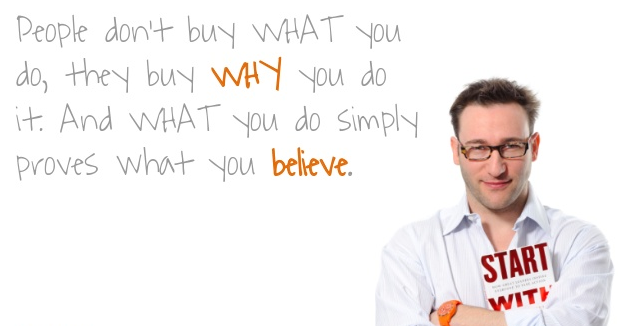 People don't buy WHAT you
do, they buy WHY you do
it. And WHAT you do simply
proves what you believe.
START
WITH